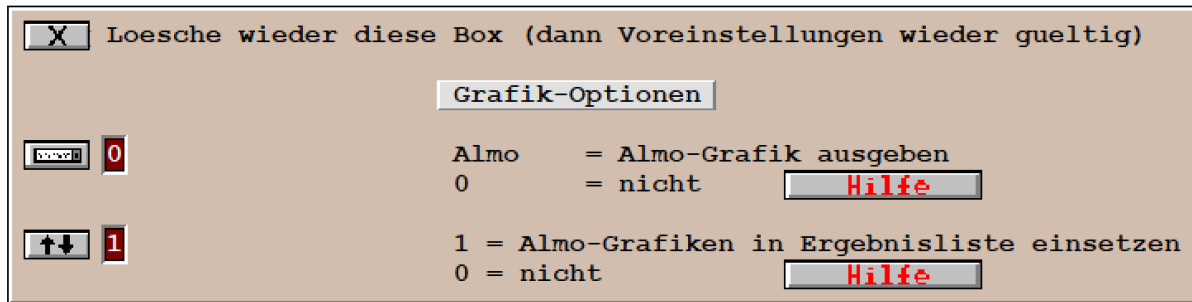 X Loesche wieder diese Box (dann Voreinstellungen wieder gueltig)
Grafik-Optionen
0 Almo = Almo-Grafik ausgeben
0 = nicht Hilfe
1 1 = Almo-Grafiken in Ergebnisliste einsetzen
0 = nicht Hilfe